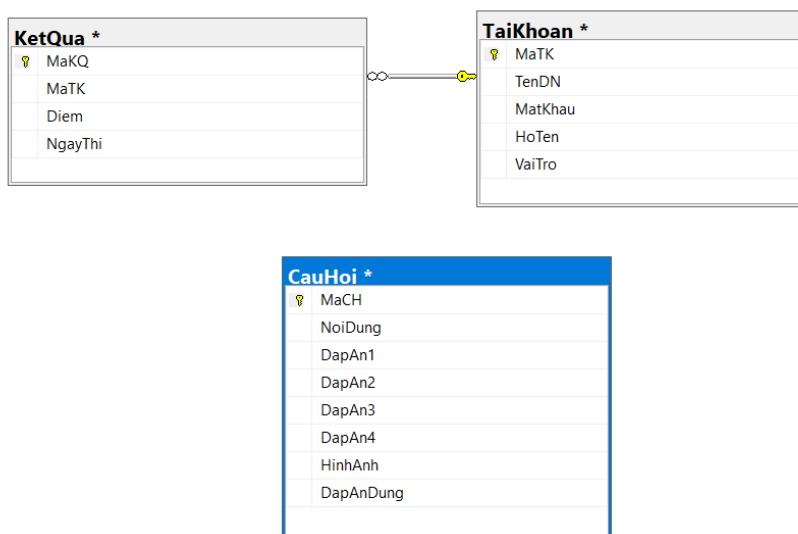 KetQua *
MaKQ
MaTK
Diem
NgayThi
TaiKhoan *
MaTK
TenDN
MatKhau
HoTen
VaiTro
CauHoi *
MaCH
NoiDung
DapAn1
DapAn2
DapAn3
DapAn4
HinhAnh
DapAnDung